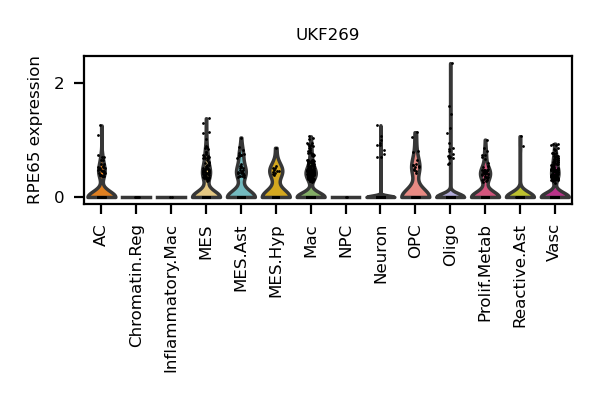 UKF269
RPE65 expression
2
0
AC
Chromatin.Reg
Inflammatory.Mac
MES
MES.Ast
MES.Hyp
Mac
NPC
Neuron
OPC
Oligo
Prolif.Metab
Reactive.Ast
Vasc